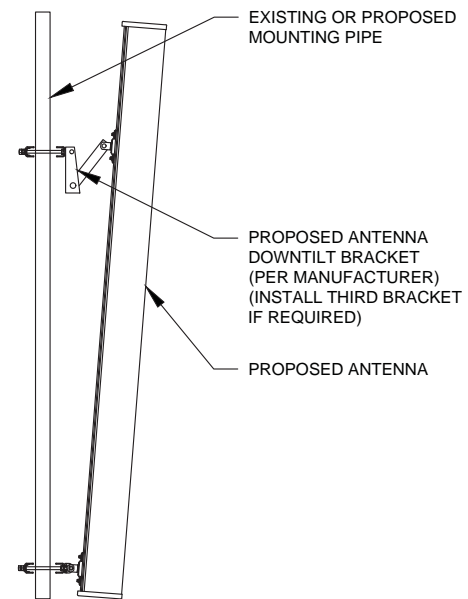 EXISTING OR PROPOSED
MOUNTING PIPE
PROPOSED ANTENNA
DOWNTILT BRACKET
(PER MANUFACTURER)
(INSTALL THIRD BRACKET
IF REQUIRED)
PROPOSED ANTENNA